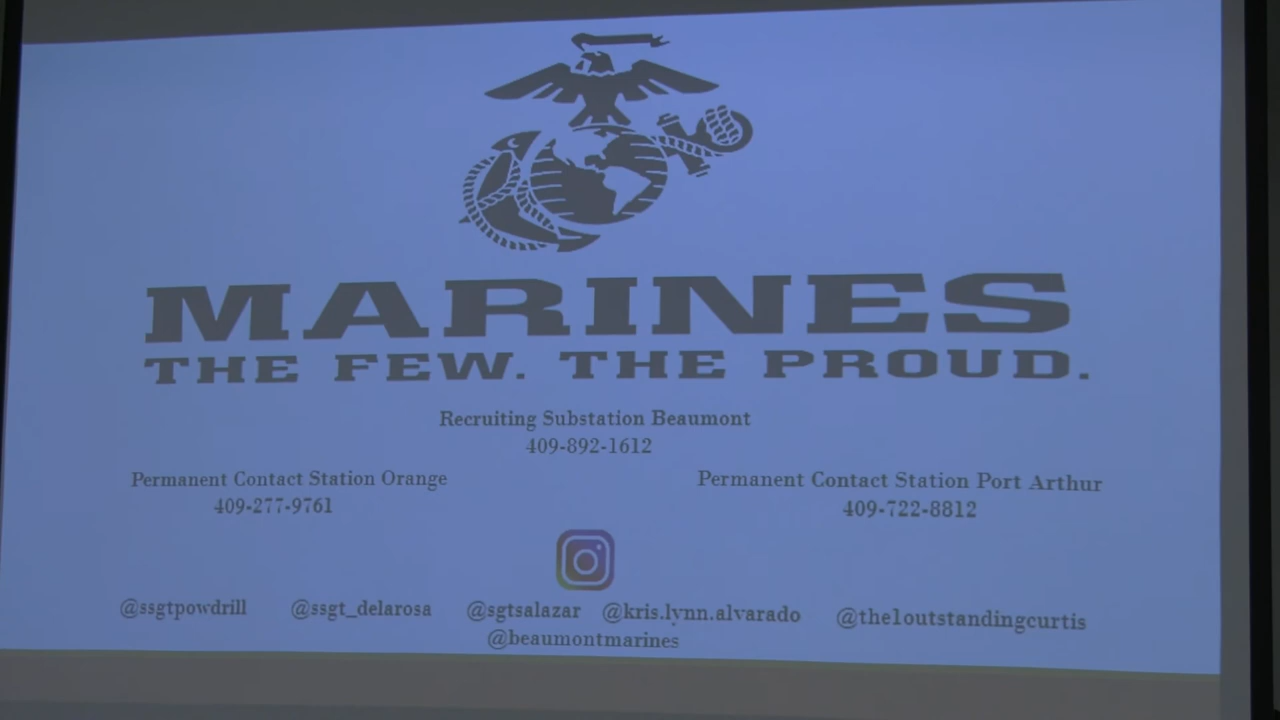 MARINES
THE FEW. THE PROUD.
Recruiting Substation Beaumont
409-892-1612
Permanent Contact Station Orange
409-277-9761
Permanent Contact Station Port Arthur
409-722-8812
@ssgtpowdrill @ssgt_delarosa @sgtsalazar @kris.lynn.alvarado @the1outstandingcurtis
@beaumontmarines